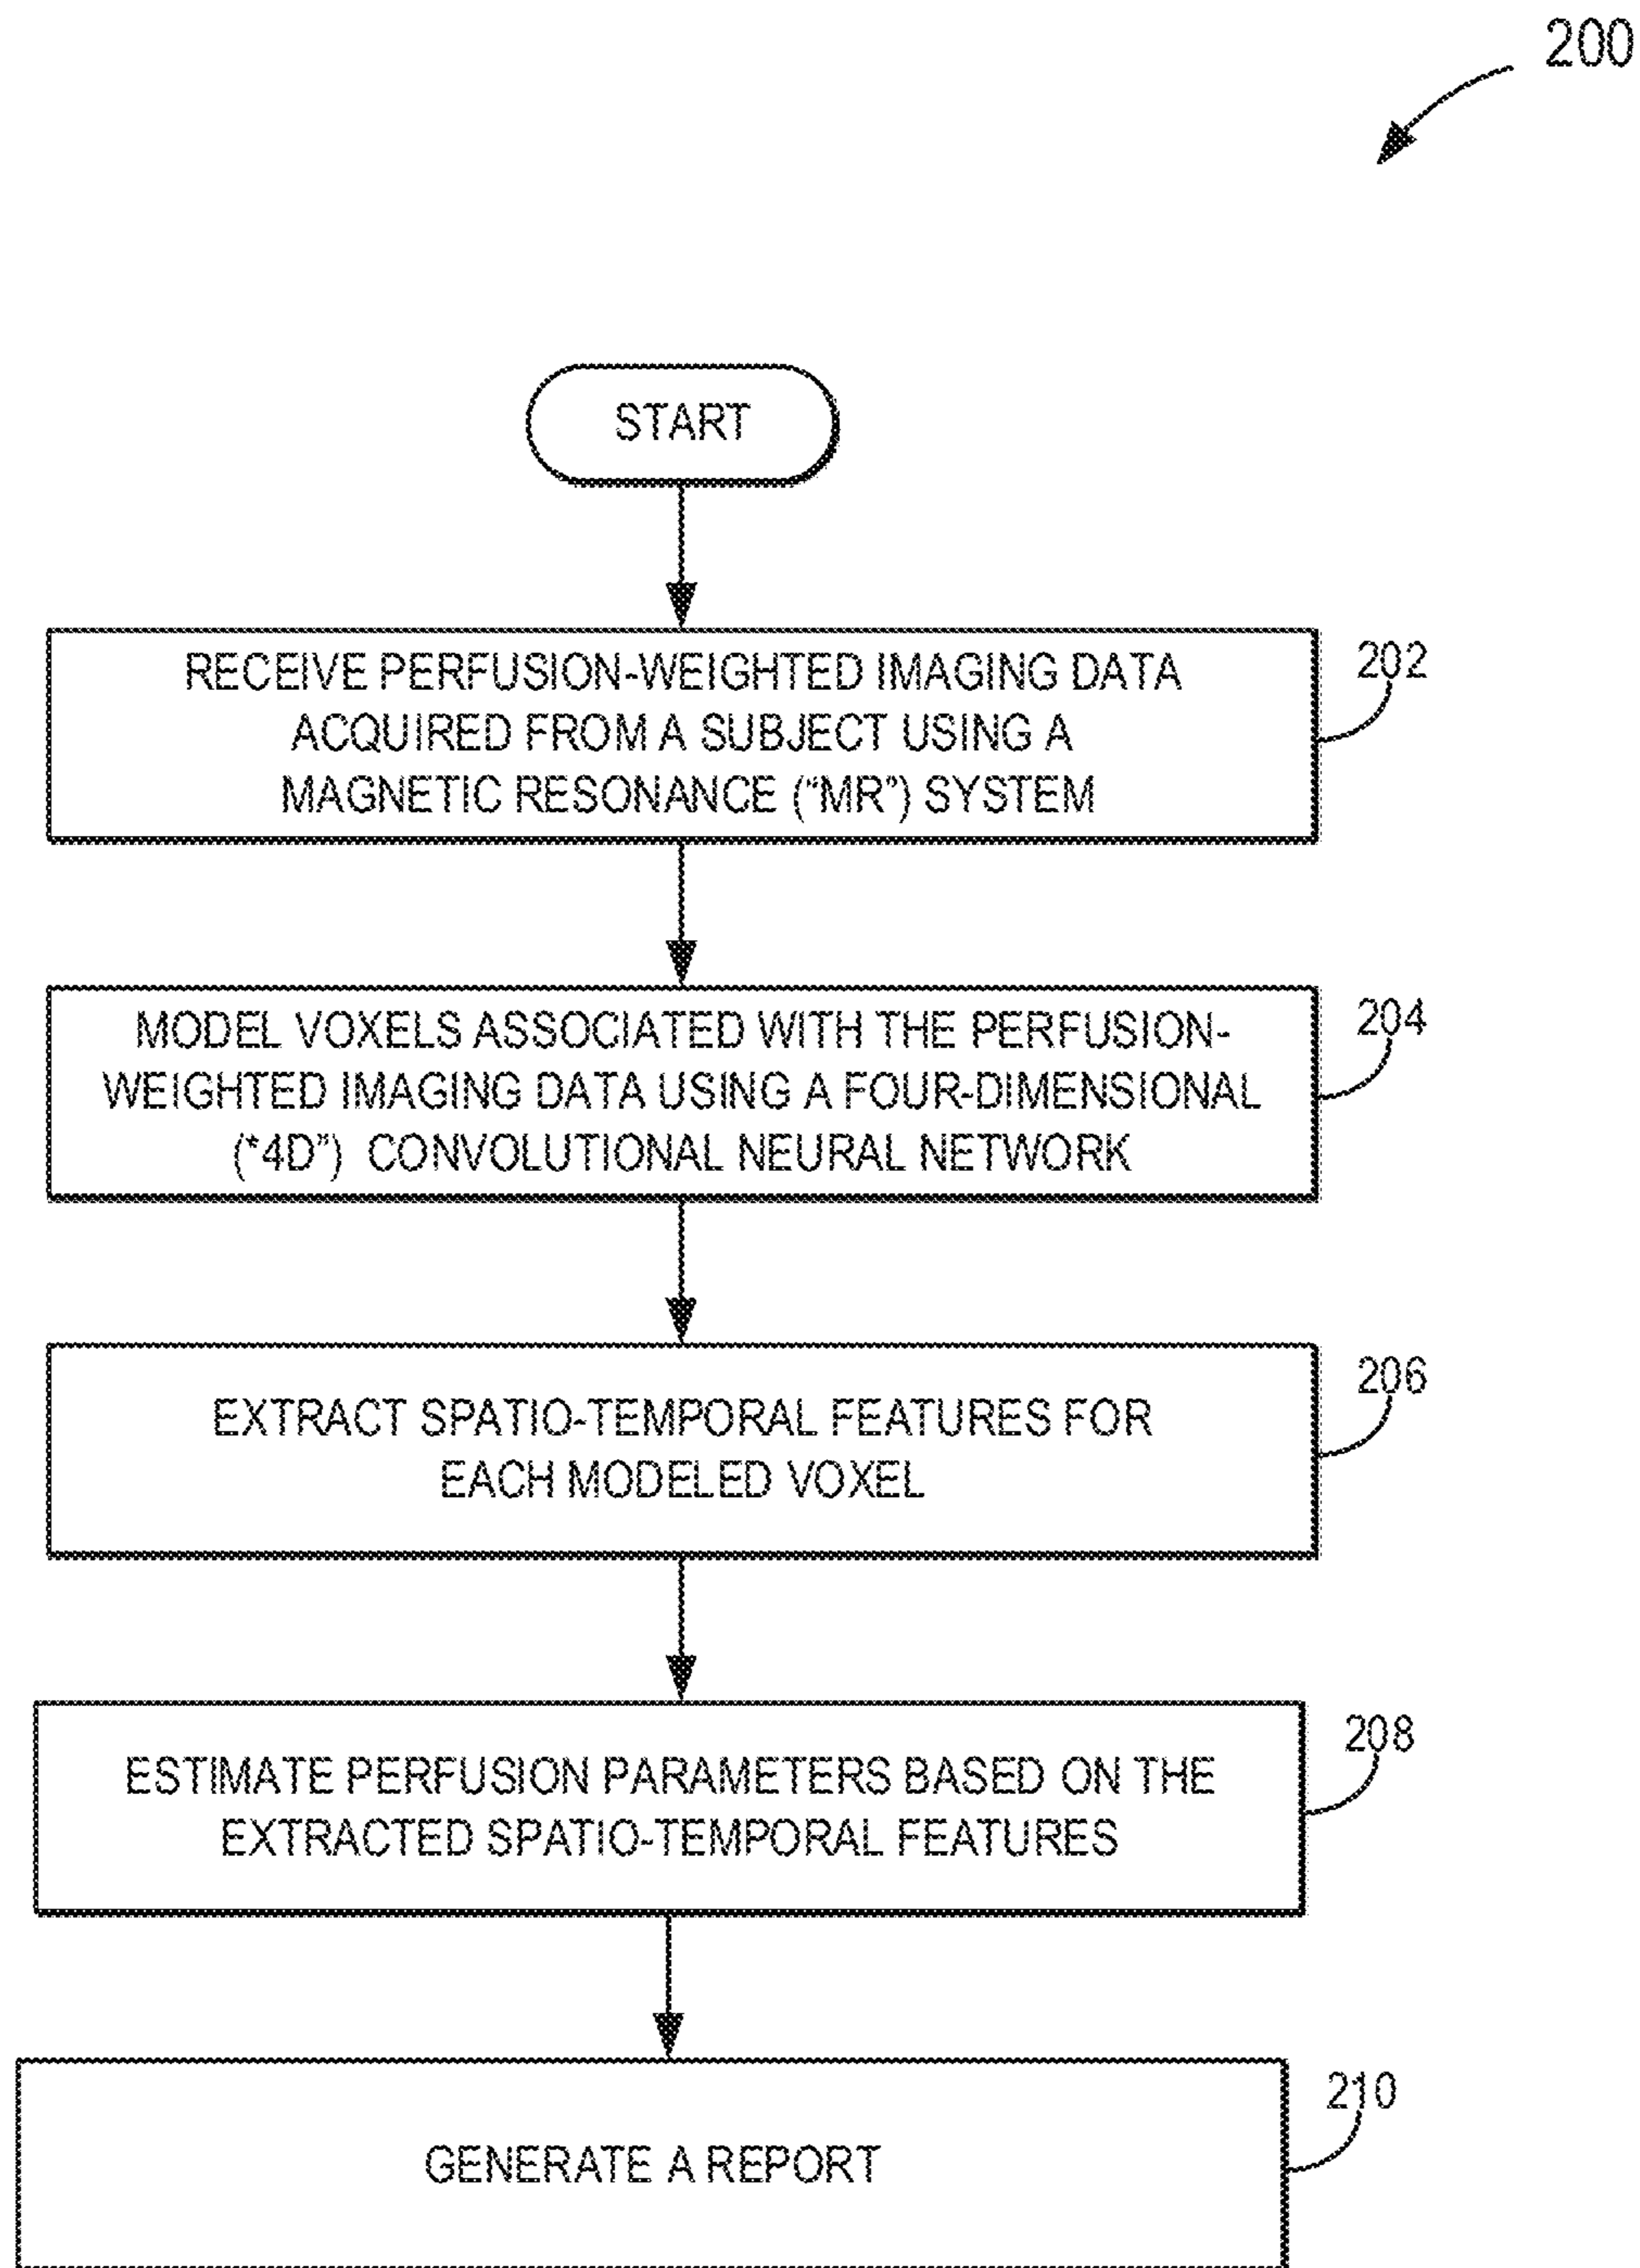 200
START
RECEIVE PERFUSION-WEIGHTED IMAGING DATA
ACQUIRED FROM A SUBJECT USING A
MAGNETIC RESONANCE (“MR”) SYSTEM
202
MODEL VOXELS ASSOCIATED WITH THE PERFUSION-
WEIGHTED IMAGING DATA USING A FOUR-DIMENSIONAL
(“4D”) CONVOLUTIONAL NEURAL NETWORK
204
EXTRACT SPATIO-TEMPORAL FEATURES FOR
EACH MODELED VOXEL
206
ESTIMATE PERFUSION PARAMETERS BASED ON THE
EXTRACTED SPATIO-TEMPORAL FEATURES
208
GENERATE A REPORT
210